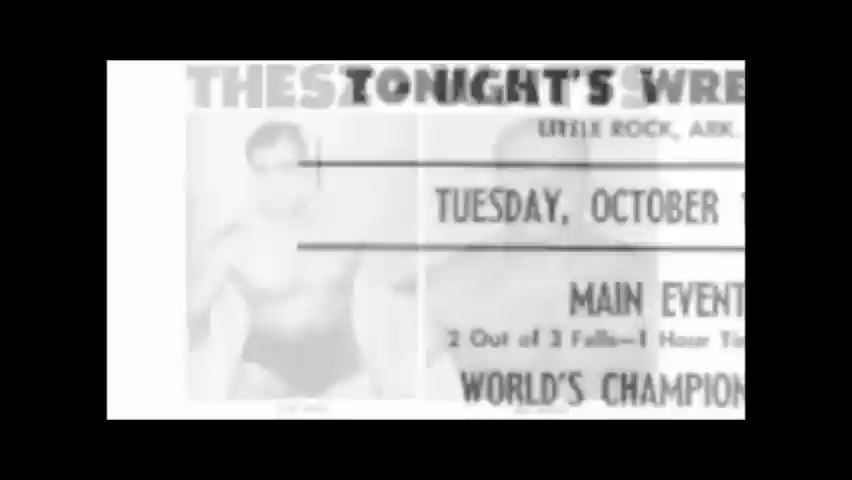 TONIGHT'S WRE
LITTLE ROCK, ARK.
TUESDAY, OCTOBER
MAIN EVENT
2 Out of 3 Falls—1 Hour
WORLD'S CHAMPION